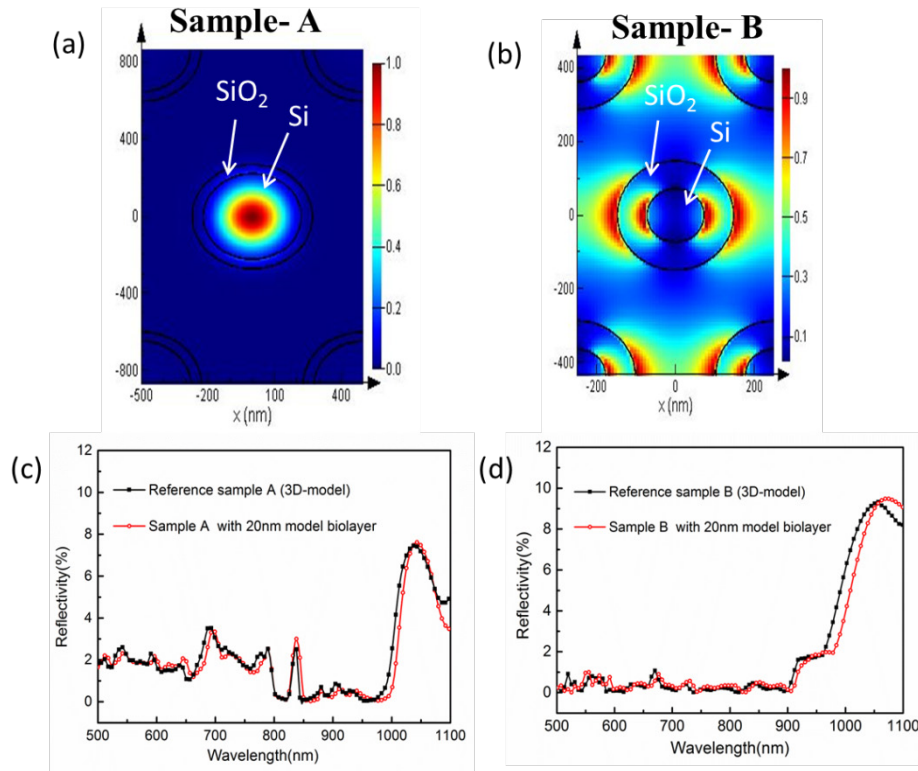 (a)
Sample- A
SiO₂
Si
800
400
0
-400
-800
-500
-200
100
400
x (nm)
1.0
0.8
0.6
0.4
0.2
0.0
(b)
Sample- B
SiO₂
Si
400
200
0
-200
-400
-200
0
200
x (nm)
0.9
0.7
0.5
0.3
0.1
(c)
Reference sample A (3D-model)
Sample A with 20nm model biolayer
Reflectivity(%)
12
10
8
6
4
2
0
500 600 700 800 900 1000 1100
Wavelength(nm)
(d)
Reference sample B (3D-model)
Sample B with 20nm model biolayer
Reflectivity(%)
12
10
8
6
4
2
0
500 600 700 800 900 1000 1100
Wavelength(nm)